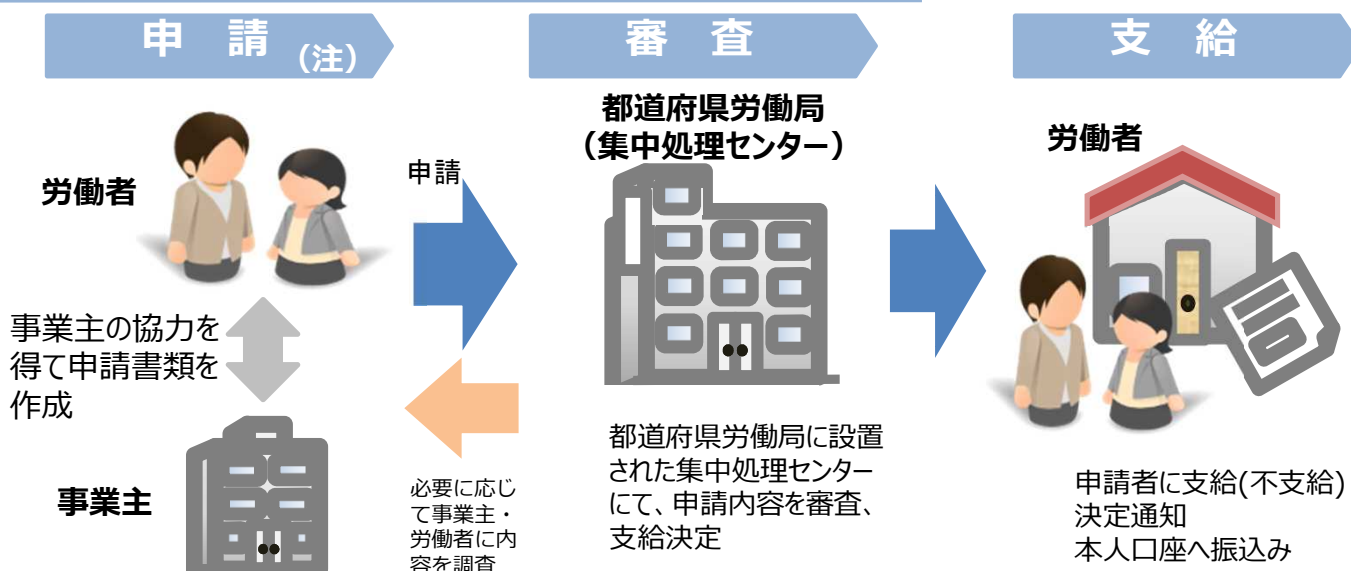 申　請（注）
労働者
申請
事業主の協力を
得て申請書類を
作成
事業主
必要に応じ
て事業主・
労働者に内
容を調査
審　査
都道府県労働局
（集中処理センター）
都道府県労働局に設置
された集中処理センター
にて、申請内容を審査、
支給決定
支　給
労働者
申請者に支給(不支給)
決定通知
本人口座へ振込み